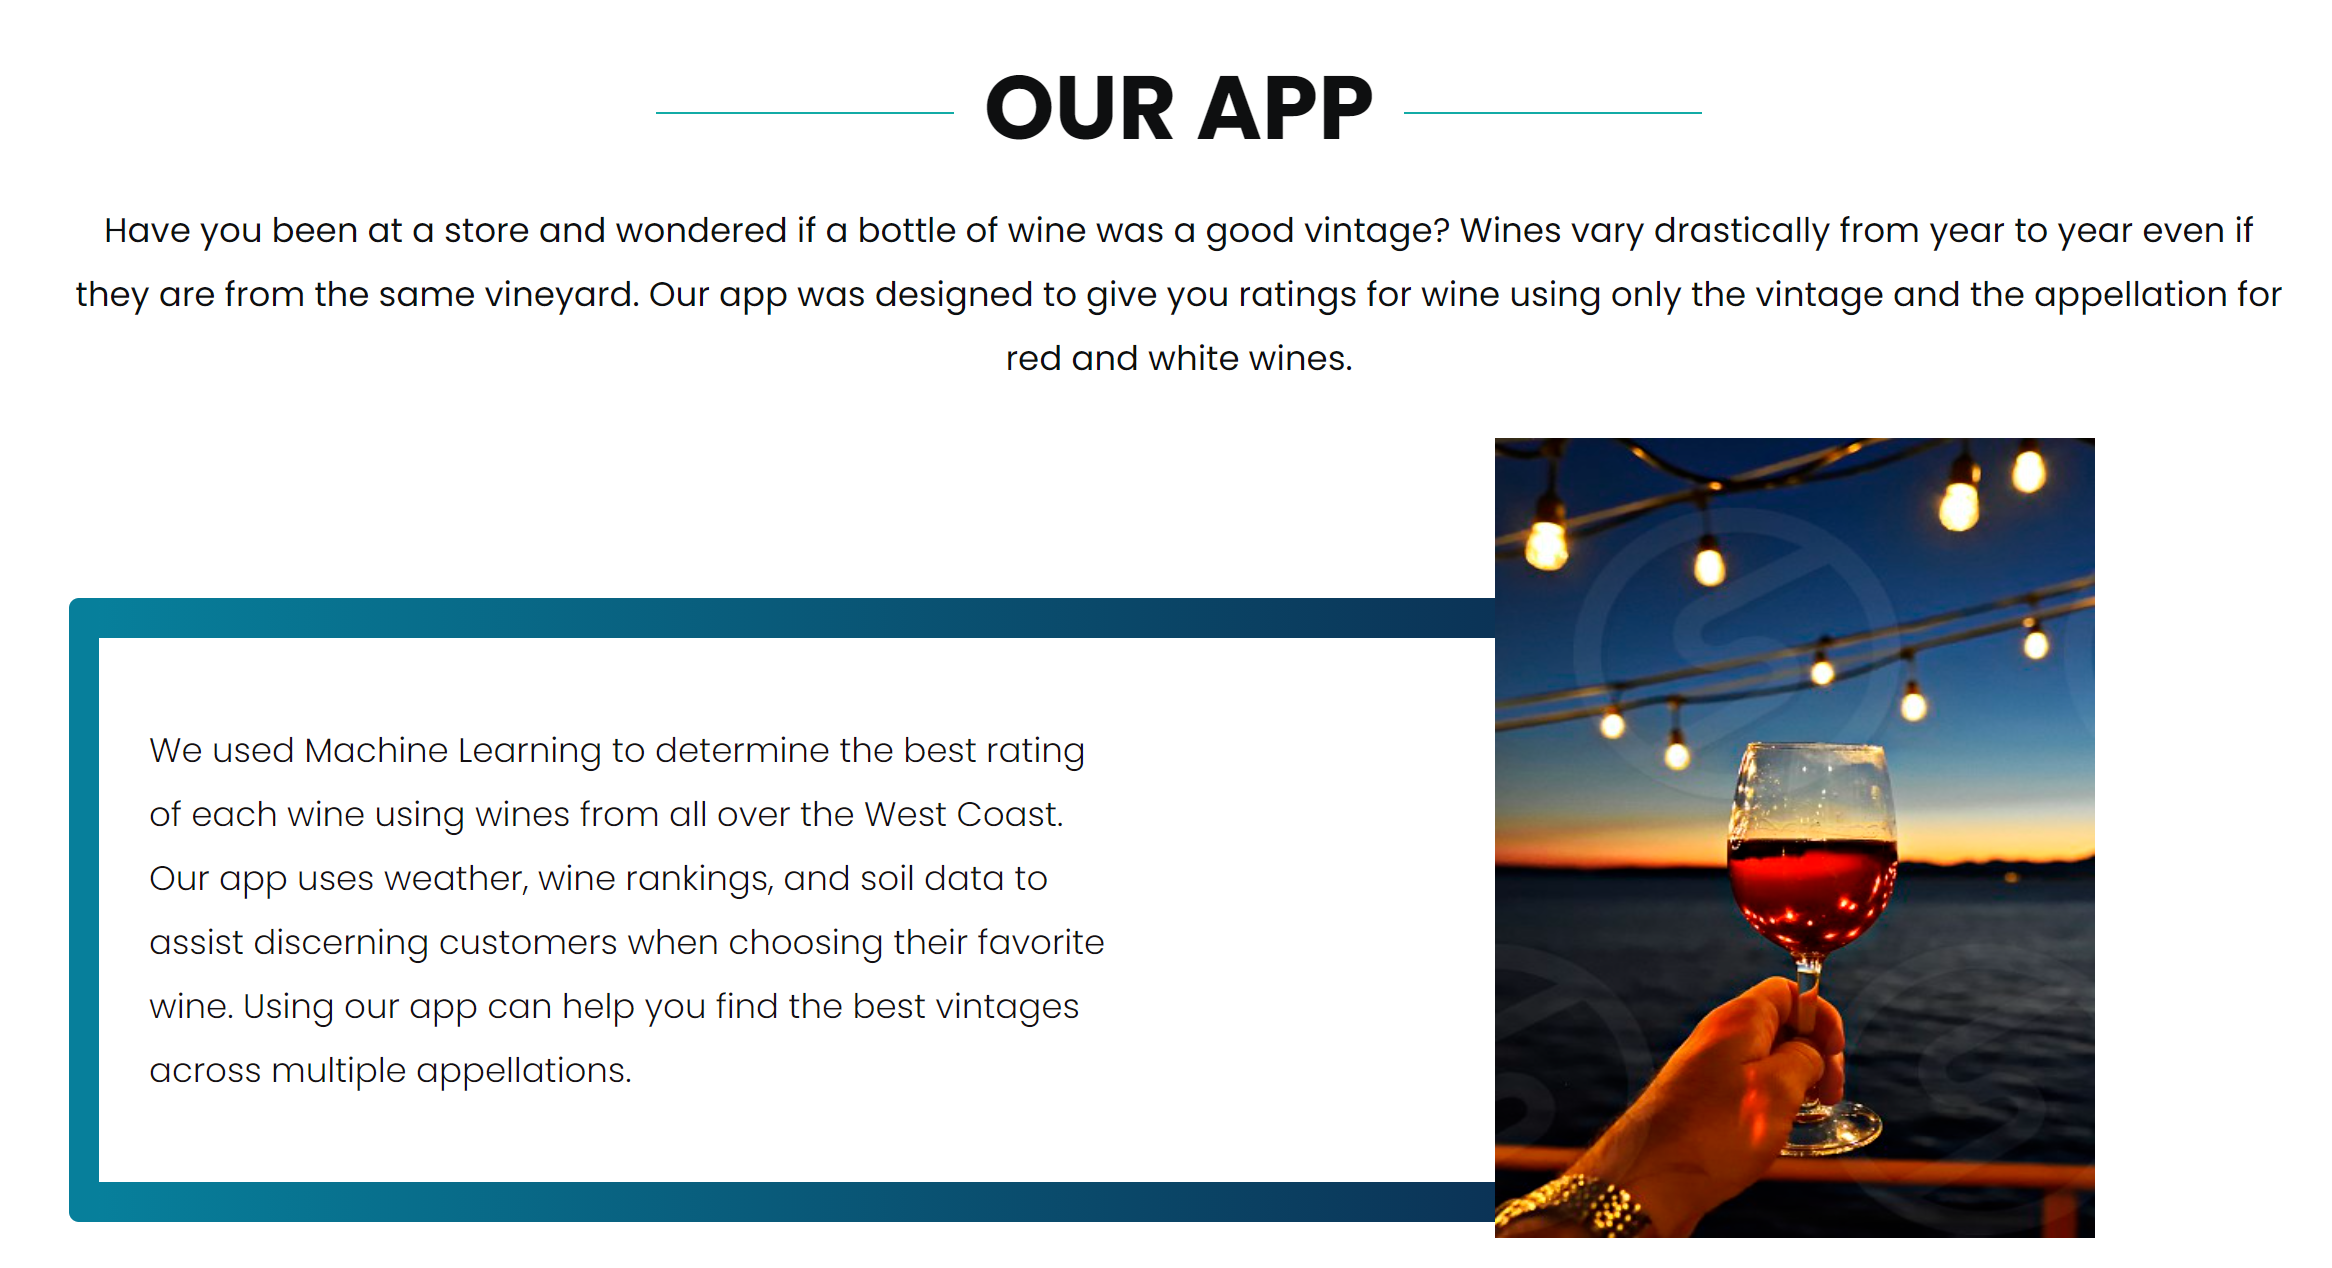 OUR APP
Have you been at a store and wondered if a bottle of wine was a good vintage? Wines vary drastically from year to year even if
they are from the same vineyard. Our app was designed to give you ratings for wine using only the vintage and the appellation for
red and white wines.
We used Machine Learning to determine the best rating
of each wine using wines from all over the West Coast.
Our app uses weather, wine rankings, and soil data to
assist discerning customers when choosing their favorite
wine. Using our app can help you find the best vintages
across multiple appellations.